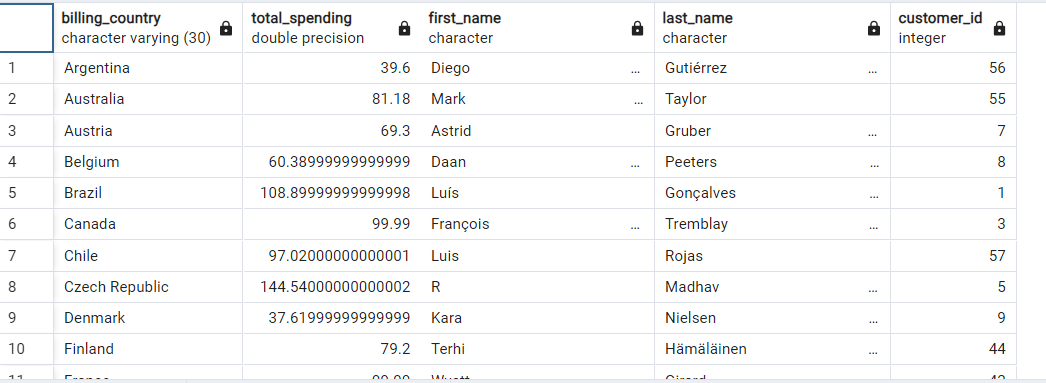 billing_country total_spending first_name last_name customer_id
character varying (30) double precision character character integer
1 Argentina 39.6 Diego ... Gutiérrez ... 56
2 Australia 81.18 Mark ... Taylor ... 55
3 Austria 69.3 Astrid Gruber ... 7
4 Belgium 60.38999999999999 Daan ... Peeters ... 8
5 Brazil 108.89999999999998 Luís Gonçalves ... 1
6 Canada 99.99 François ... Tremblay ... 3
7 Chile 97.02000000000001 Luis Rojas 57
8 Czech Republic 144.54000000000002 R Madhav ... 5
9 Denmark 37.61999999999999 Kara Nielsen ... 9
10 Finland 79.2 Terhi Hämäläinen ... 44